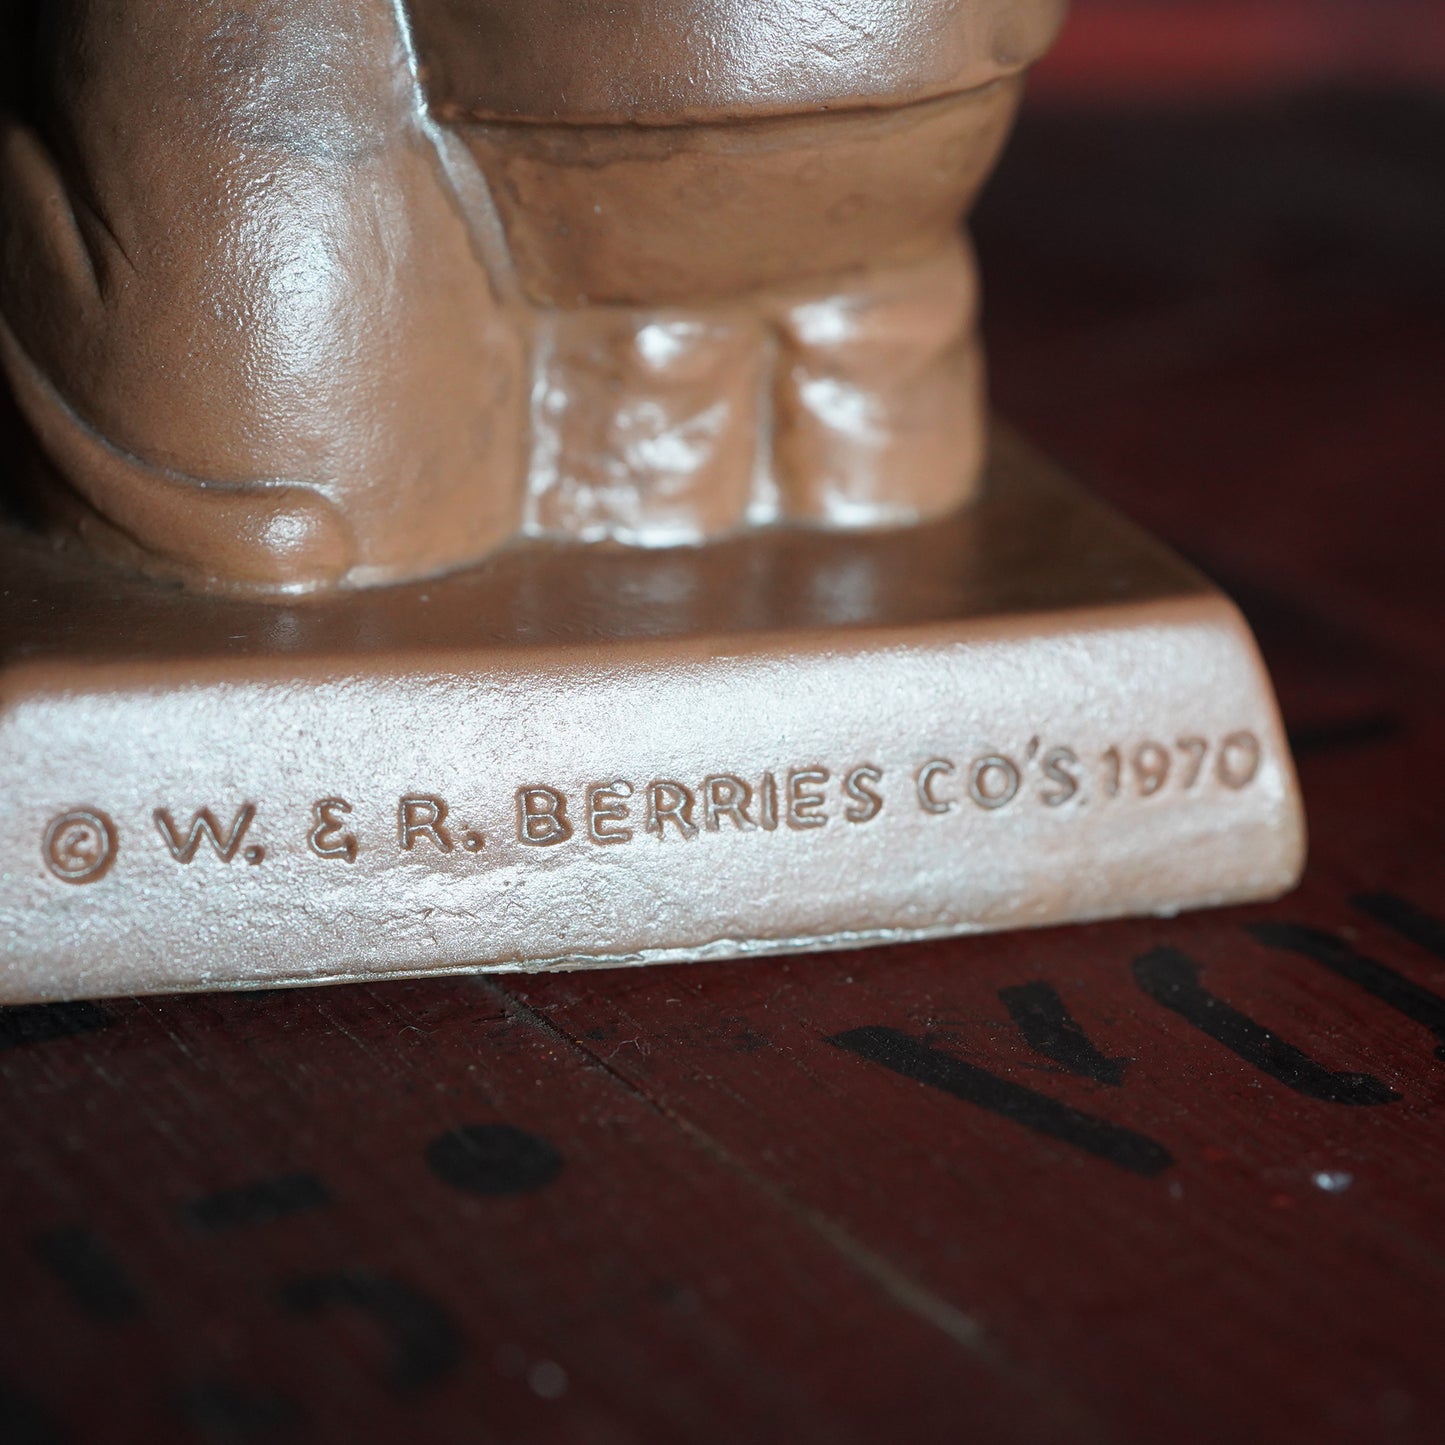 © W. & R. BERRIES CO'S. 1970